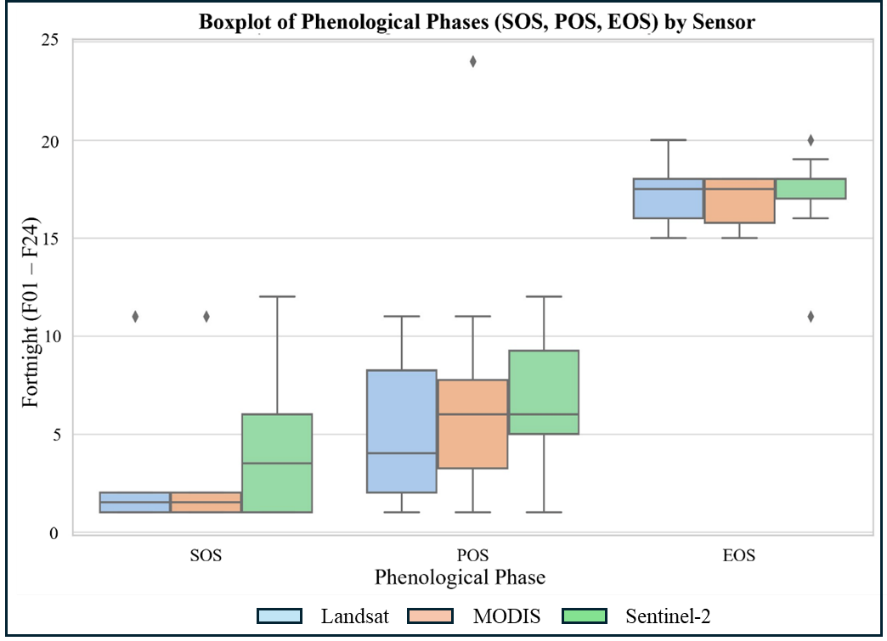 Boxplot of Phenological Phases (SOS, POS, EOS) by Sensor
25
20
15
10
5
0
Fortnight (F01 – F24)
SOS POS EOS
Phenological Phase
Landsat MODIS Sentinel-2